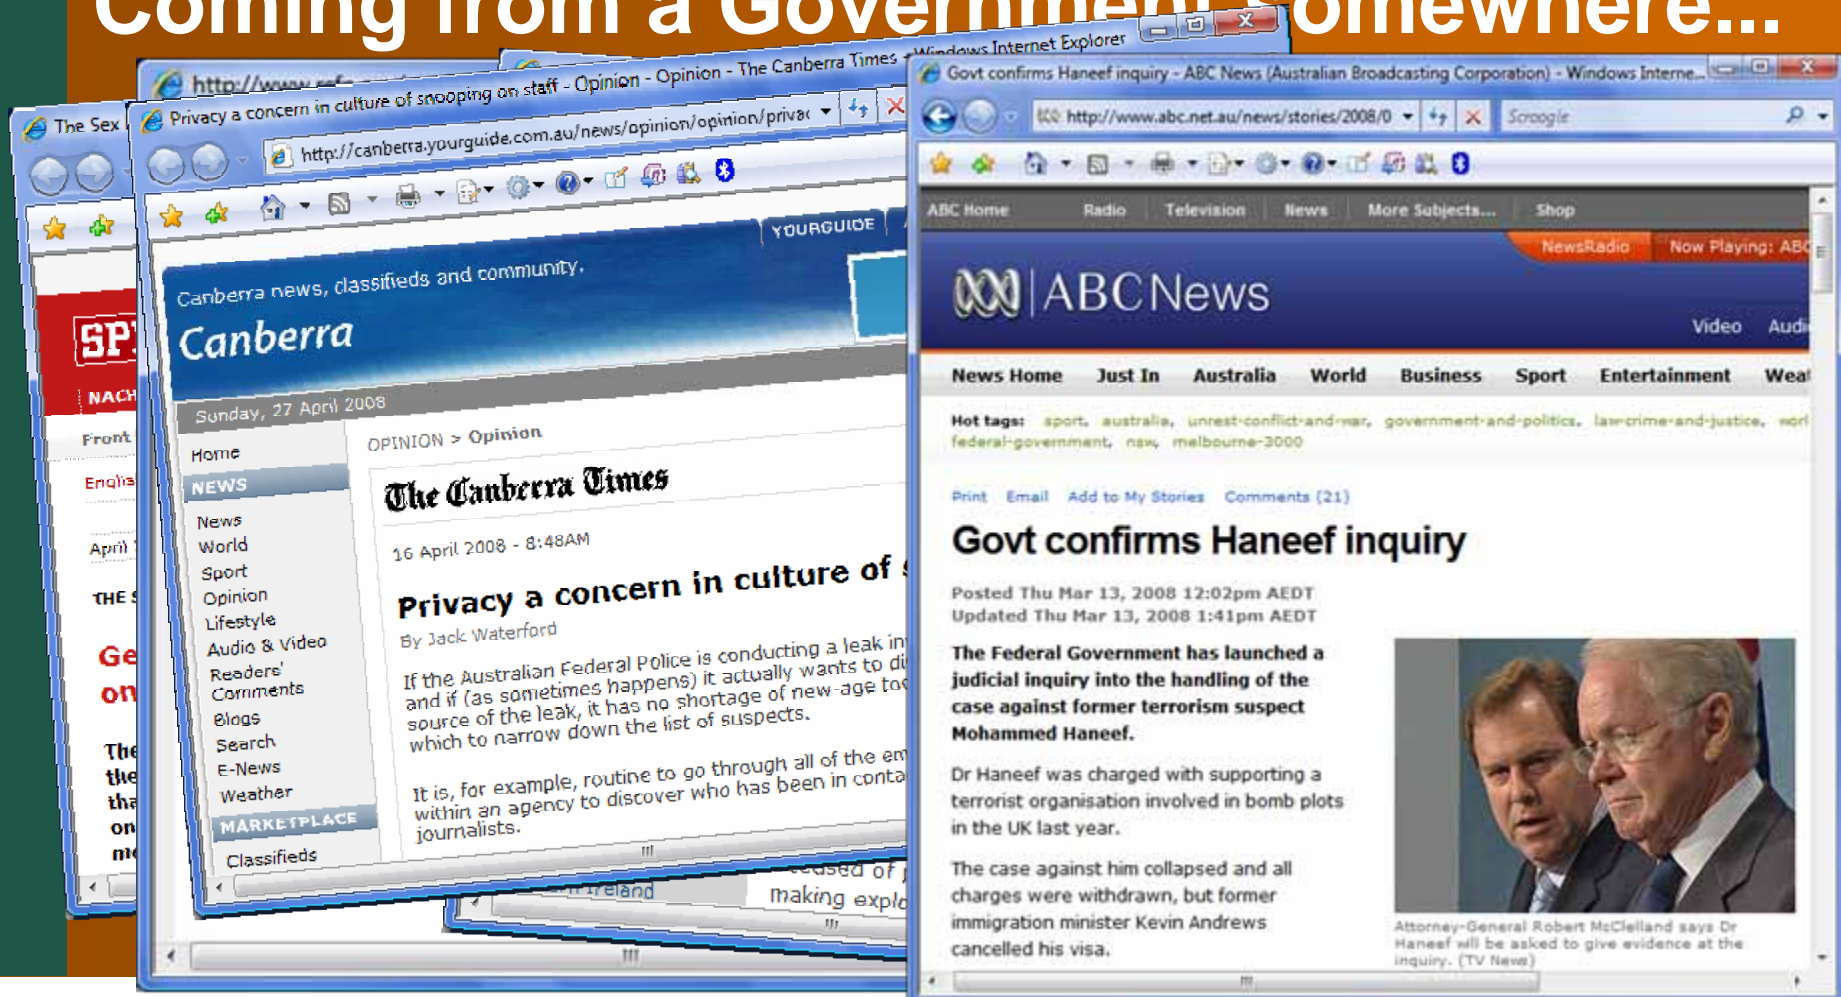 Coming from a Government Somewhere...
http://www.
The Sex
Privacy a concern in culture of snooping on staff - Opinion - Opinion - The Canberra Times - Windows Internet Explorer
http://canberra.yourguide.com.au/news/opinion/opinion/privac
YOURGUIDE
Canberra news, classifieds and community.
Canberra
Sunday, 27 April 2008
Home
NEWS
News
World
Sport
Opinion
Lifestyle
Audio & Video
Readers'
Comments
Blogs
Search
E-News
Weather
MARKETPLACE
Classifieds
OPINION > Opinion
The Canberra Times
16 April 2008 - 8:48AM
Privacy a concern in culture of s
By Jack Waterford
If the Australian Federal Police is conducting a leak in
and if (as sometimes happens) it actually wants to di
source of the leak, it has no shortage of new-age too
which to narrow down the list of suspects.
It is, for example, routine to go through all of the em
within an agency to discover who has been in conta
journalists.
SP
NACH
Front
Englis
April
THE S
Ge
on
The
the
tha
on
me
Ireland
used of
making explo
Govt confirms Haneef inquiry - ABC News (Australian Broadcasting Corporation) - Windows Interne...
http://www.abc.net.au/news/stories/2008/0
Scroogle
ABC Home Radio Television News More Subjects... Shop
NewsRadio Now Playing: ABC
ABC News
Video Audi
News Home Just In Australia World Business Sport Entertainment Weat
Hot tags: sport, australia, unrest-conflict-and-war, government-and-politics, law-crime-and-justice, worl
federal-government, nsw, melbourne-3000
Print Email Add to My Stories Comments (21)
Govt confirms Haneef inquiry
Posted Thu Mar 13, 2008 12:02pm AEDT
Updated Thu Mar 13, 2008 1:41pm AEDT
The Federal Government has launched a
judicial inquiry into the handling of the
case against former terrorism suspect
Mohammed Haneef.
Dr Haneef was charged with supporting a
terrorist organisation involved in bomb plots
in the UK last year.
The case against him collapsed and all
charges were withdrawn, but former
immigration minister Kevin Andrews
cancelled his visa.
Attorney-General Robert McClelland says Dr
Haneef will be asked to give evidence at the
inquiry. (TV News)